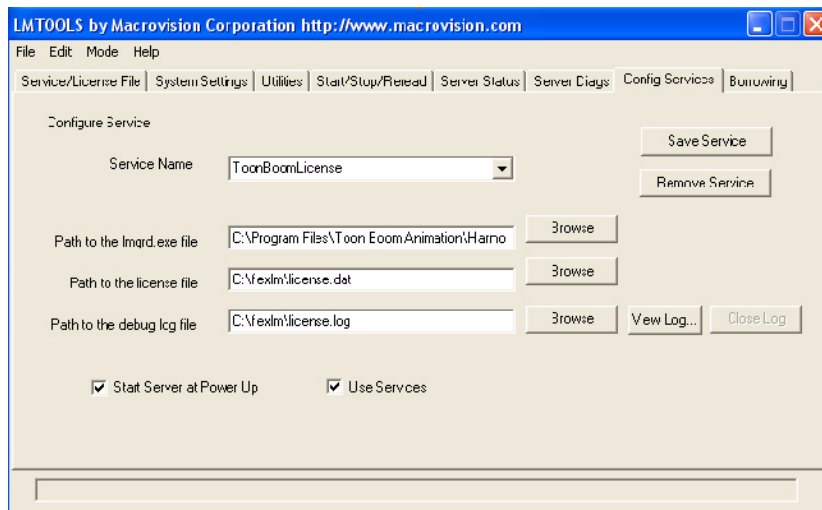 LMTOOLS by Macrovision Corporation http://www.macrovision.com
File Edit Mode Help
Service/License File System Settings Utilities Start/Stop/Reread Server Status Server Diags Config Services Borrowing
Configure Service
Save Service
Service Name ToonBoomLicense
Remove Service
Path to the lmgrd.exe file C:\Program Files\Toon Boom Animation\Harmo Browse
Path to the license file C:\flexlm\license.dat Browse
Path to the debug log file C:\flexlm\license.log Browse View Log... Close Log
Start Server at Power Up Use Services